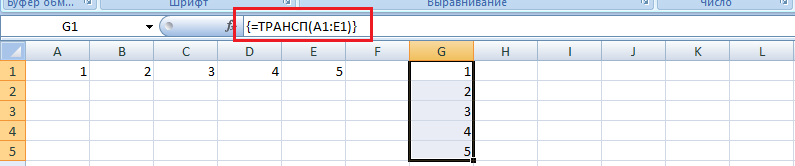 Буфер обм... Шрифт Выравнивание Число
G1 fx {=ТРАНСП(A1:E1)}
A B C D E F G H I J K L
1 1 2 3 4 5 1
2 2
3 3
4 4
5 5